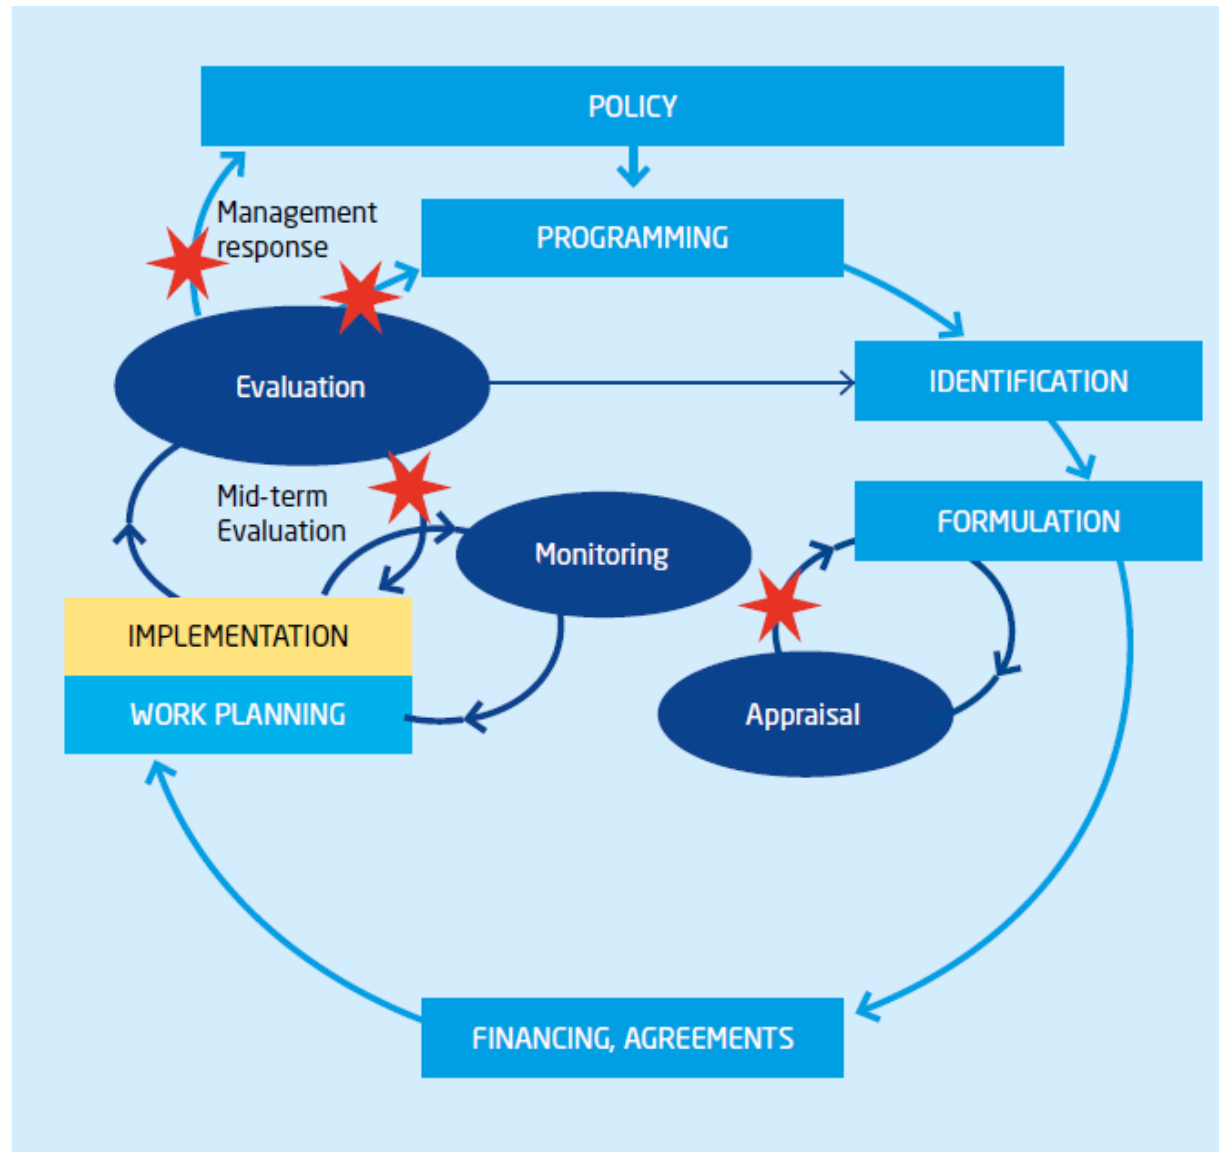 POLICY
Management
response
PROGRAMMING
Evaluation
IDENTIFICATION
Mid-term
Evaluation
Monitoring
FORMULATION
IMPLEMENTATION
WORK PLANNING
Appraisal
FINANCING, AGREEMENTS